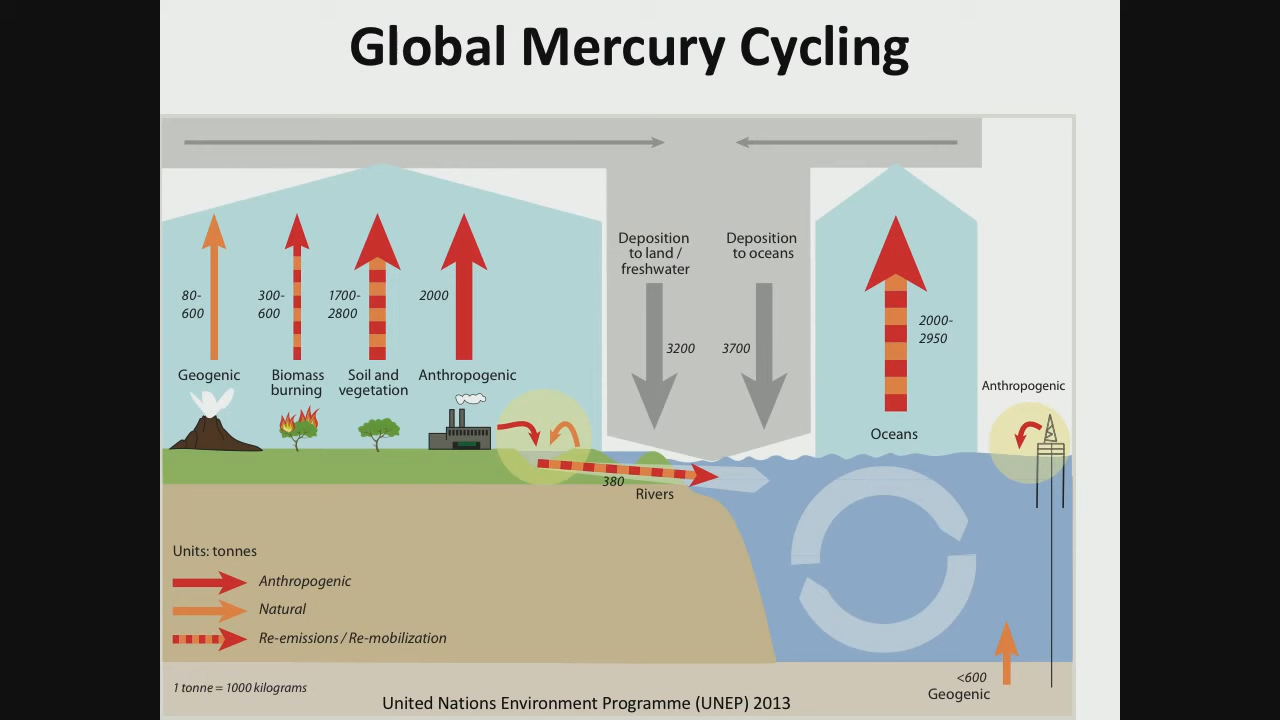 Global Mercury Cycling
Deposition
to land /
freshwater
Deposition
to oceans
80-
600
300-
600
1700-
2800
2000
3200
3700
2000-
2950
Geogenic
Biomass
burning
Soil and
vegetation
Anthropogenic
Anthropogenic
Oceans
380
Rivers
Units: tonnes
Anthropogenic
Natural
Re-emissions / Re-mobilization
1 tonne = 1000 kilograms
<600
Geogenic
United Nations Environment Programme (UNEP) 2013